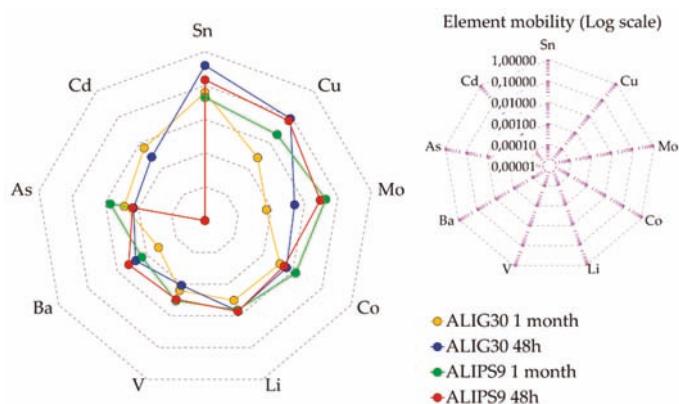 Sn
Cd
Cu
As
Mo
Ba
Co
V
Li
Element mobility (Log scale)
Sn
1,00000
0,10000
0,01000
0,00100
0,00010
0,00001
Cd
Cu
As
Mo
Ba
Co
V
Li
ALIG30 1 month
ALIG30 48h
ALIPS9 1 month
ALIPS9 48h